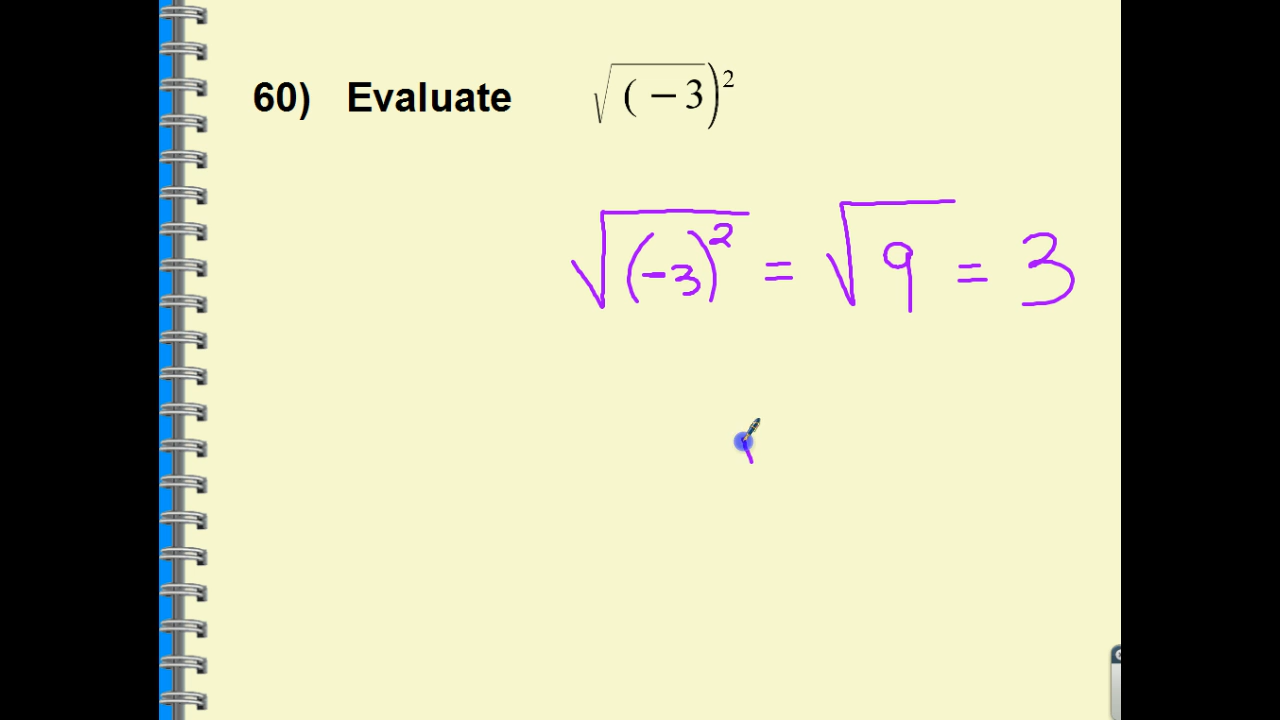 60) Evaluate √(−3)²
√(-3)² = √9 = 3